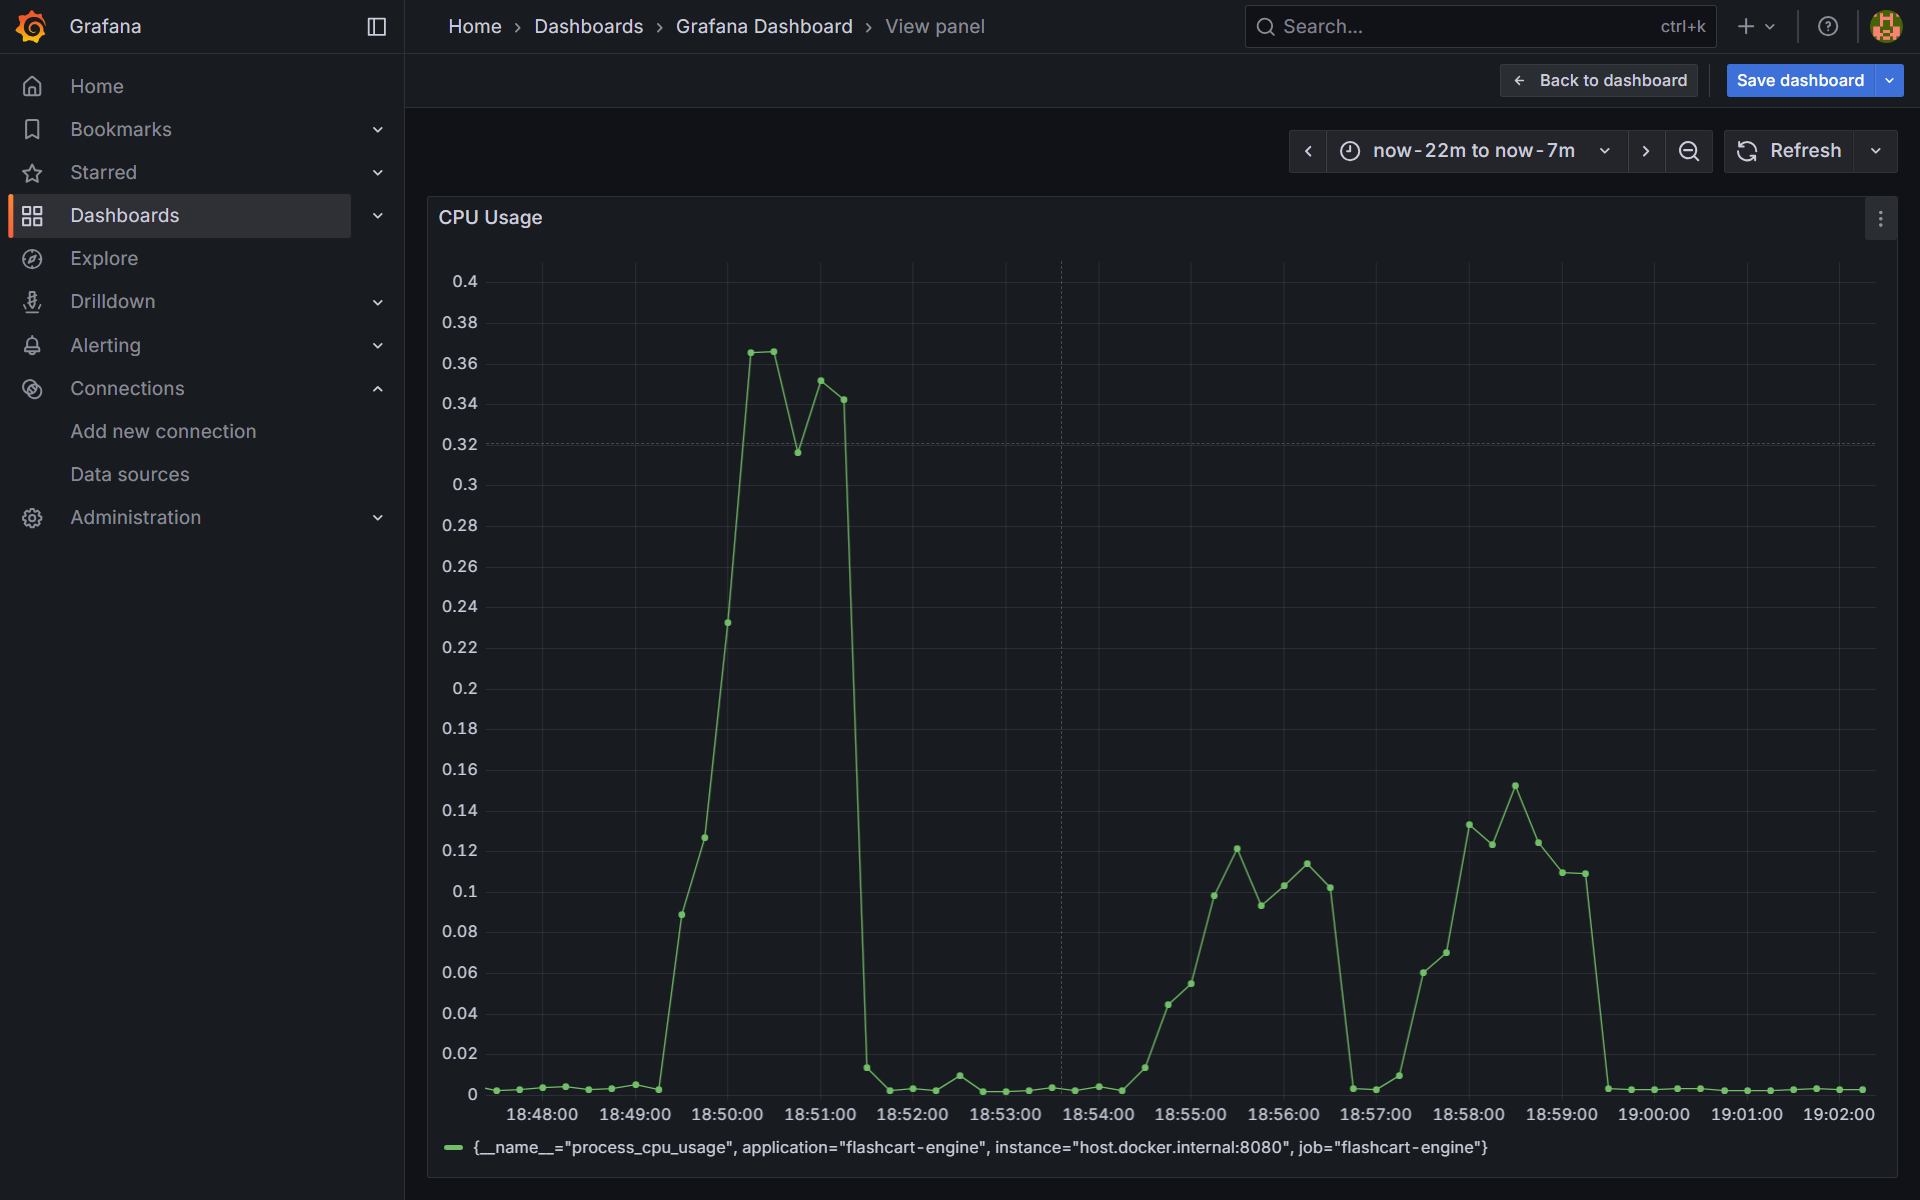 Grafana
Home › Dashboards › Grafana Dashboard › View panel
Search... ctrl+k
Back to dashboard
Save dashboard
Home
Bookmarks
Starred
Dashboards
Explore
Drilldown
Alerting
Connections
Add new connection
Data sources
Administration
now-22m to now-7m
Refresh
CPU Usage
0.4
0.38
0.36
0.34
0.32
0.3
0.28
0.26
0.24
0.22
0.2
0.18
0.16
0.14
0.12
0.1
0.08
0.06
0.04
0.02
0
18:48:00 18:49:00 18:50:00 18:51:00 18:52:00 18:53:00 18:54:00 18:55:00 18:56:00 18:57:00 18:58:00 18:59:00 19:00:00 19:01:00 19:02:00
{__name__="process_cpu_usage", application="flashcart-engine", instance="host.docker.internal:8080", job="flashcart-engine"}